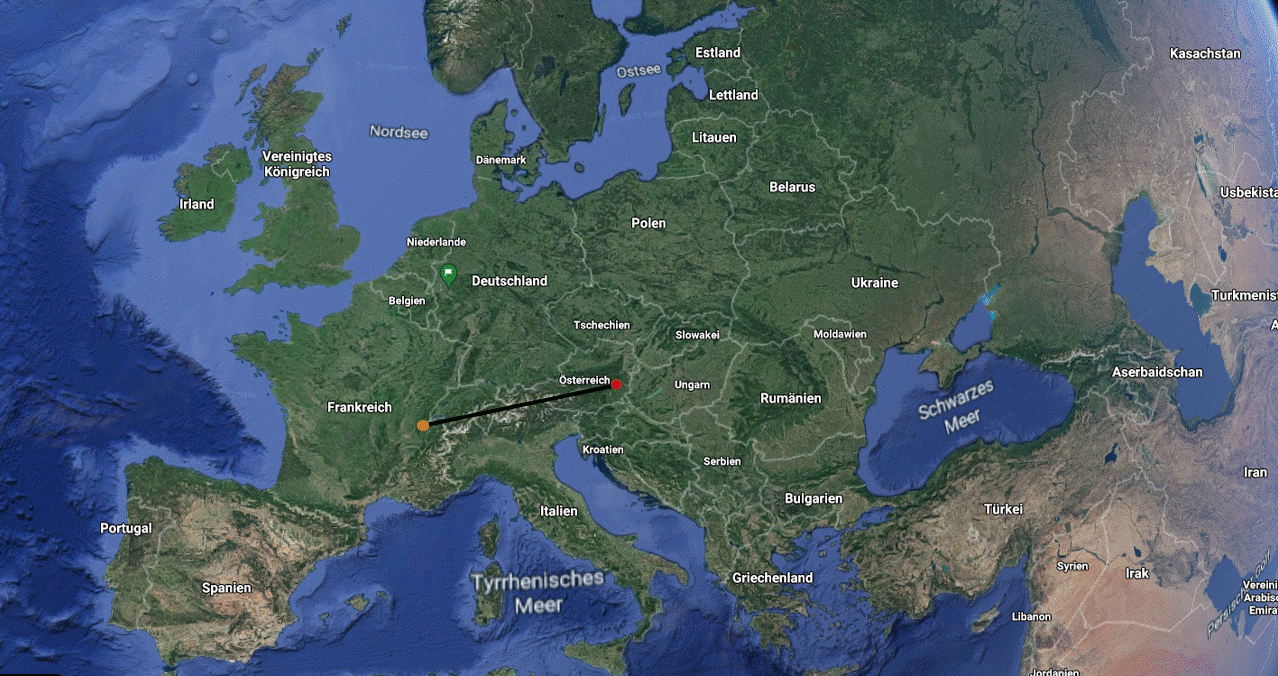 Estland
Kasachstan
Ostsee
Lettland
Nordsee
Litauen
Vereinigtes
Königreich
Dänemark
Belarus
Usbekista
Irland
Polen
Niederlande
Deutschland
Ukraine
Belgien
Turkmenist
Tschechien
A
Slowakei
Moldawien
Aserbaidschan
Österreich
Ungarn
Rumänien
Schwarzes
Meer
Frankreich
Kroatien
Serbien
Iran
Bulgarien
Italien
Türkei
Portugal
Syrien
Irak
Griechenland
Tyrrhenisches
Meer
Spanien
Persischer Golf
Vereini
Arabisc
Emirat
Libanon
Jordanien